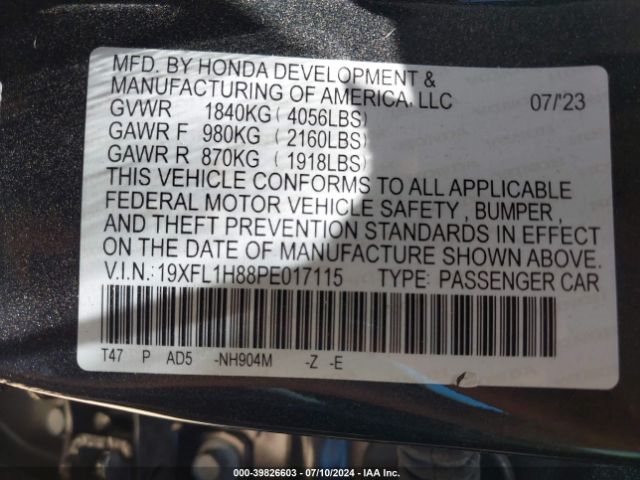 MFD. BY HONDA DEVELOPMENT &
MANUFACTURING OF AMERICA, LLC 07/'23
GVWR 1840KG ( 4056LBS)
GAWR F 980KG ( 2160LBS)
GAWR R 870KG ( 1918LBS)
THIS VEHICLE CONFORMS TO ALL APPLICABLE
FEDERAL MOTOR VEHICLE SAFETY , BUMPER ,
AND THEFT PREVENTION STANDARDS IN EFFECT
ON THE DATE OF MANUFACTURE SHOWN ABOVE.
V.I.N.: 19XFL1H88PE017115 TYPE: PASSENGER CAR
T47 P AD5 -NH904M -Z -E
000-39826603 / 07/10/2024 / IAA Inc.